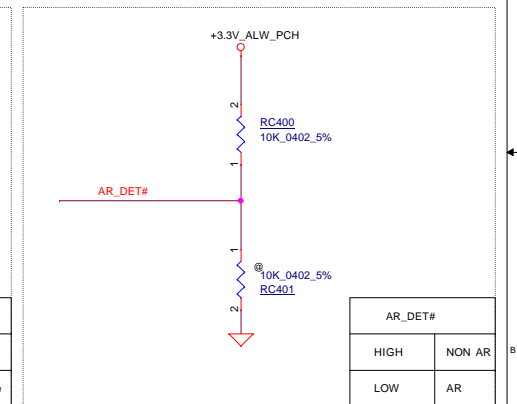 +3.3V_ALW_PCH
2
RC400
10K_0402_5%
1
AR_DET#
1
@
10K_0402_5%
RC401
2
AR_DET#
HIGH NON AR
B
LOW AR